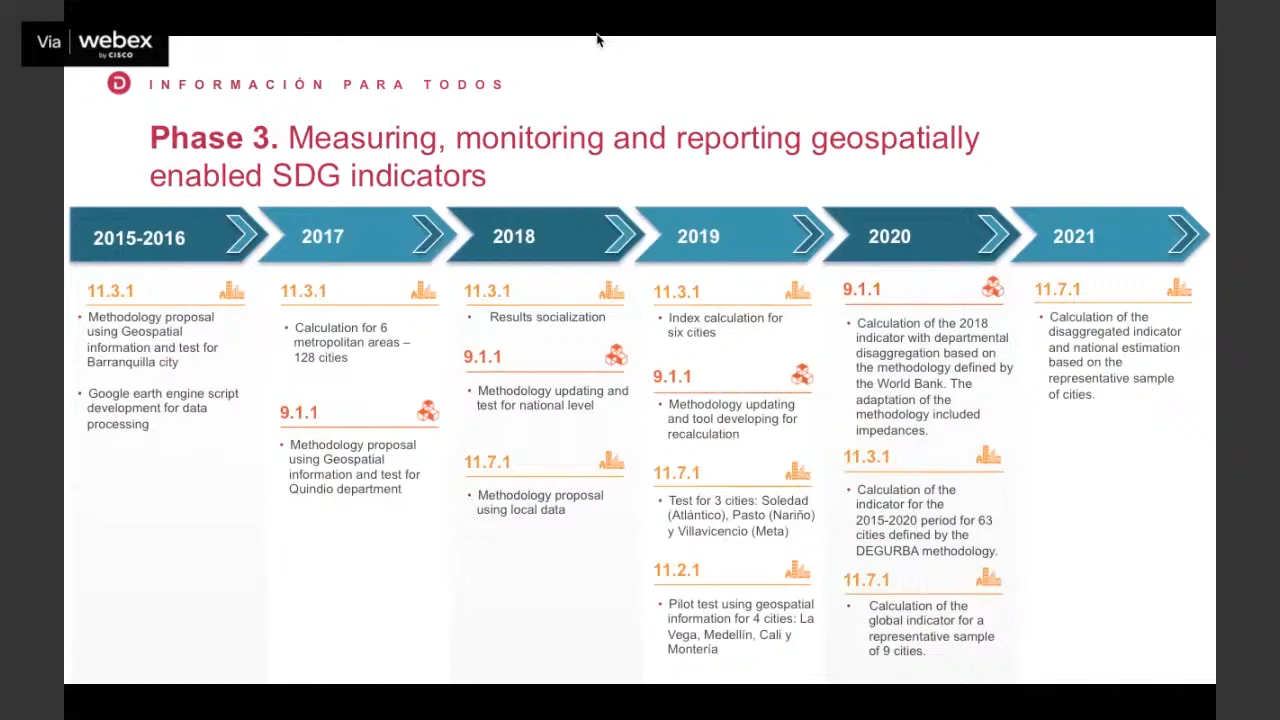 Via webex
by CISCO
INFORMACIÓN PARA TODOS
Phase 3. Measuring, monitoring and reporting geospatially
enabled SDG indicators
2015-2016
11.3.1
• Methodology proposal
using Geospatial
information and test for
Barranquilla city
• Google earth engine script
development for data
processing
2017
11.3.1
• Calculation for 6
metropolitan areas –
128 cities
9.1.1
• Methodology proposal
using Geospatial
information and test for
Quindio department
2018
11.3.1
• Results socialization
9.1.1
• Methodology updating and
test for national level
11.7.1
• Methodology proposal
using local data
2019
11.3.1
• Index calculation for
six cities
9.1.1
• Methodology updating
and tool developing for
recalculation
11.7.1
• Test for 3 cities: Soledad
(Atlántico), Pasto (Nariño)
y Villavicencio (Meta)
11.2.1
• Pilot test using geospatial
information for 4 cities: La
Vega, Medellín, Cali y
Montería
2020
9.1.1
• Calculation of the 2018
indicator with departmental
disaggregation based on
the methodology defined by
the World Bank. The
adaptation of the
methodology included
impedances.
11.3.1
• Calculation of the
indicator for the
2015-2020 period for 63
cities defined by the
DEGURBA methodology.
11.7.1
• Calculation of the
global indicator for a
representative sample
of 9 cities.
2021
11.7.1
• Calculation of the
disaggregated indicator
and national estimation
based on the
representative sample
of cities.